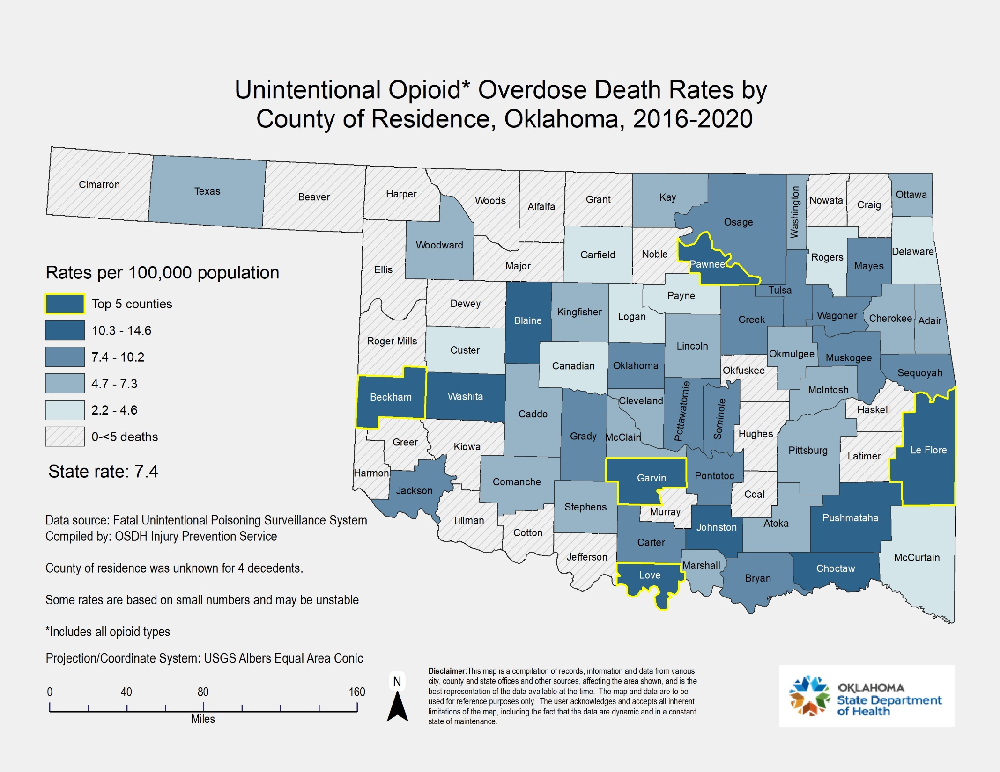 Unintentional Opioid* Overdose Death Rates by
County of Residence, Oklahoma, 2016-2020
Cimarron
Texas
Beaver
Harper
Woods
Alfalfa
Grant
Kay
Osage
Washington
Nowata
Craig
Ottawa
Woodward
Ellis
Major
Garfield
Noble
Pawnee
Rogers
Mayes
Delaware
Dewey
Blaine
Kingfisher
Logan
Payne
Tulsa
Creek
Wagoner
Cherokee
Adair
Roger Mills
Custer
Canadian
Oklahoma
Lincoln
Okmulgee
Muskogee
Okfuskee
Sequoyah
Beckham
Washita
Caddo
Grady
Cleveland
McClain
Pottawatomie
Seminole
Hughes
McIntosh
Haskell
Pittsburg
Latimer
Le Flore
Greer
Kiowa
Harmon
Jackson
Comanche
Stephens
Garvin
Pontotoc
Coal
Murray
Tillman
Cotton
Jefferson
Carter
Johnston
Atoka
Pushmataha
Love
Marshall
Bryan
Choctaw
McCurtain
Rates per 100,000 population
Top 5 counties
10.3 - 14.6
7.4 - 10.2
4.7 - 7.3
2.2 - 4.6
0-<5 deaths
State rate: 7.4
Data source: Fatal Unintentional Poisoning Surveillance System
Compiled by: OSDH Injury Prevention Service
County of residence was unknown for 4 decedents.
Some rates are based on small numbers and may be unstable
*Includes all opioid types
Projection/Coordinate System: USGS Albers Equal Area Conic
0 40 80 160
Miles
N
Disclaimer:This map is a compilation of records, information and data from various
city, county and state offices and other sources, affecting the area shown, and is the
best representation of the data available at the time. The map and data are to be
used for reference purposes only. The user acknowledges and accepts all inherent
limitations of the map, including the fact that the data are dynamic and in a constant
state of maintenance.
OKLAHOMA
State Department
of Health